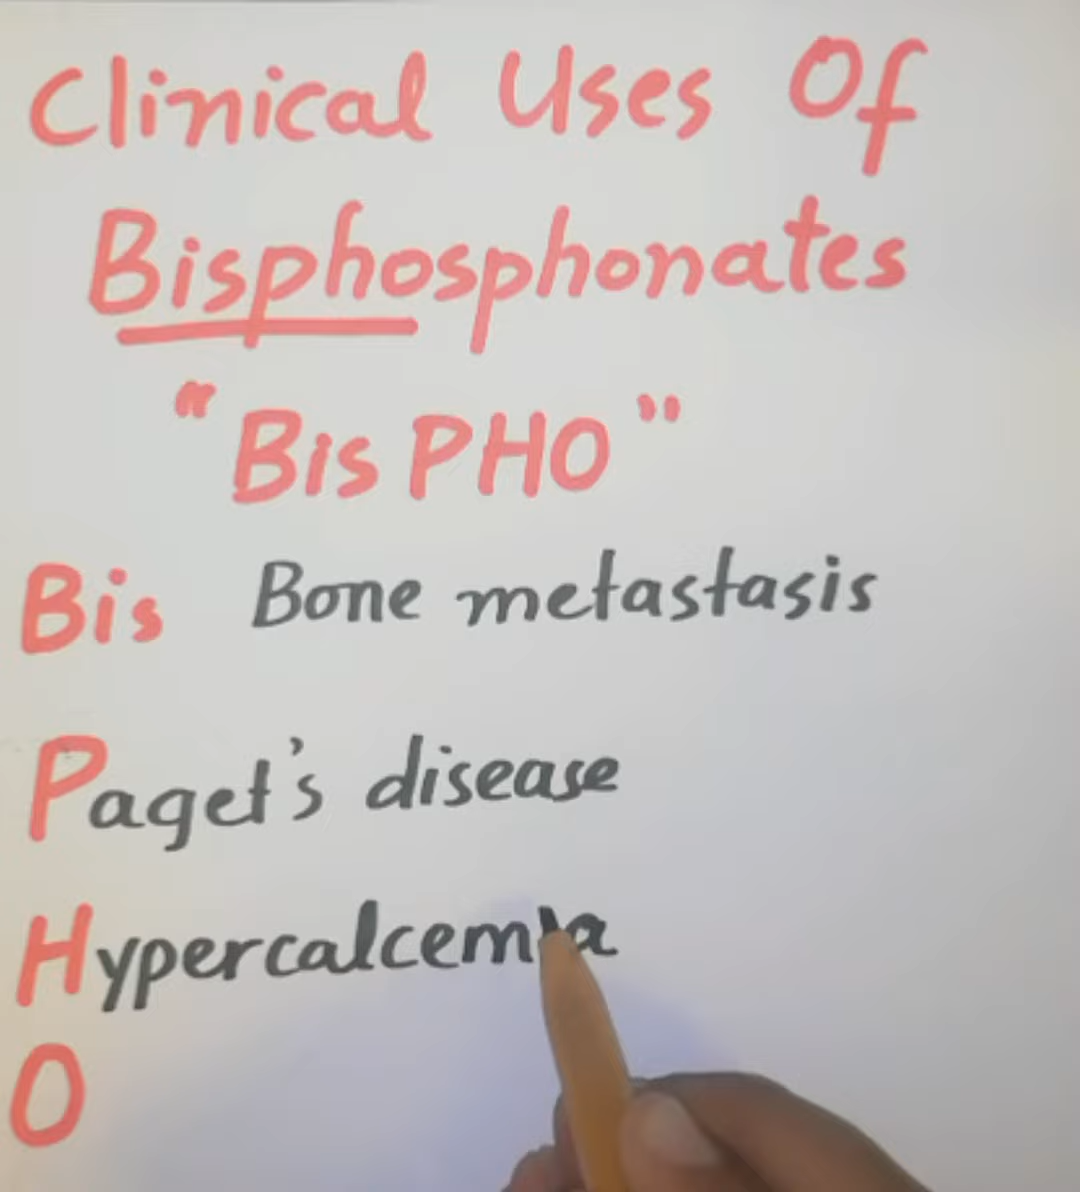 Clinical Uses Of
Bisphosphonates
"Bis PHO"
Bis Bone metastasis
Paget's disease
Hypercalcemia
O